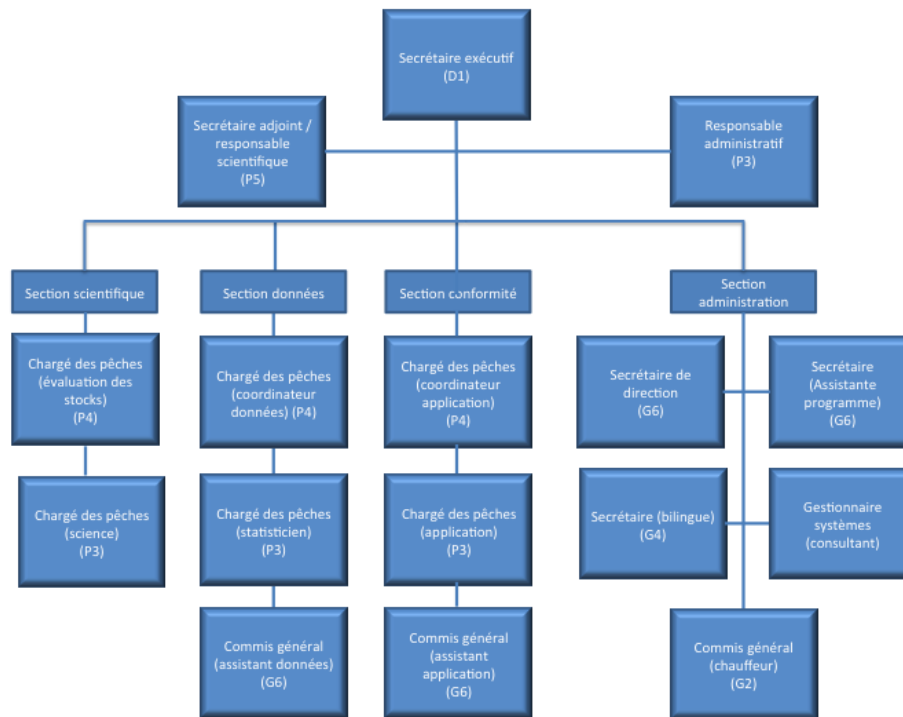 Secrétaire exécutif
(D1)
Secrétaire adjoint /
responsable
scientifique
(P5)
Responsable
administratif
(P3)
Section scientifique
Section données
Section conformité
Section
administration
Chargé des pêches
(évaluation des
stocks)
(P4)
Chargé des pêches
(coordinateur
données) (P4)
Chargé des pêches
(coordinateur
application)
(P4)
Secrétaire de
direction
(G6)
Secrétaire
(Assistante
programme)
(G6)
Chargé des pêches
(science)
(P3)
Chargé des pêches
(statisticien)
(P3)
Chargé des pêches
(application)
(P3)
Secrétaire (bilingue)
(G4)
Gestionnaire
systèmes
(consultant)
Commis général
(assistant données)
(G6)
Commis général
(assistant
application)
(G6)
Commis général
(chauffeur)
(G2)